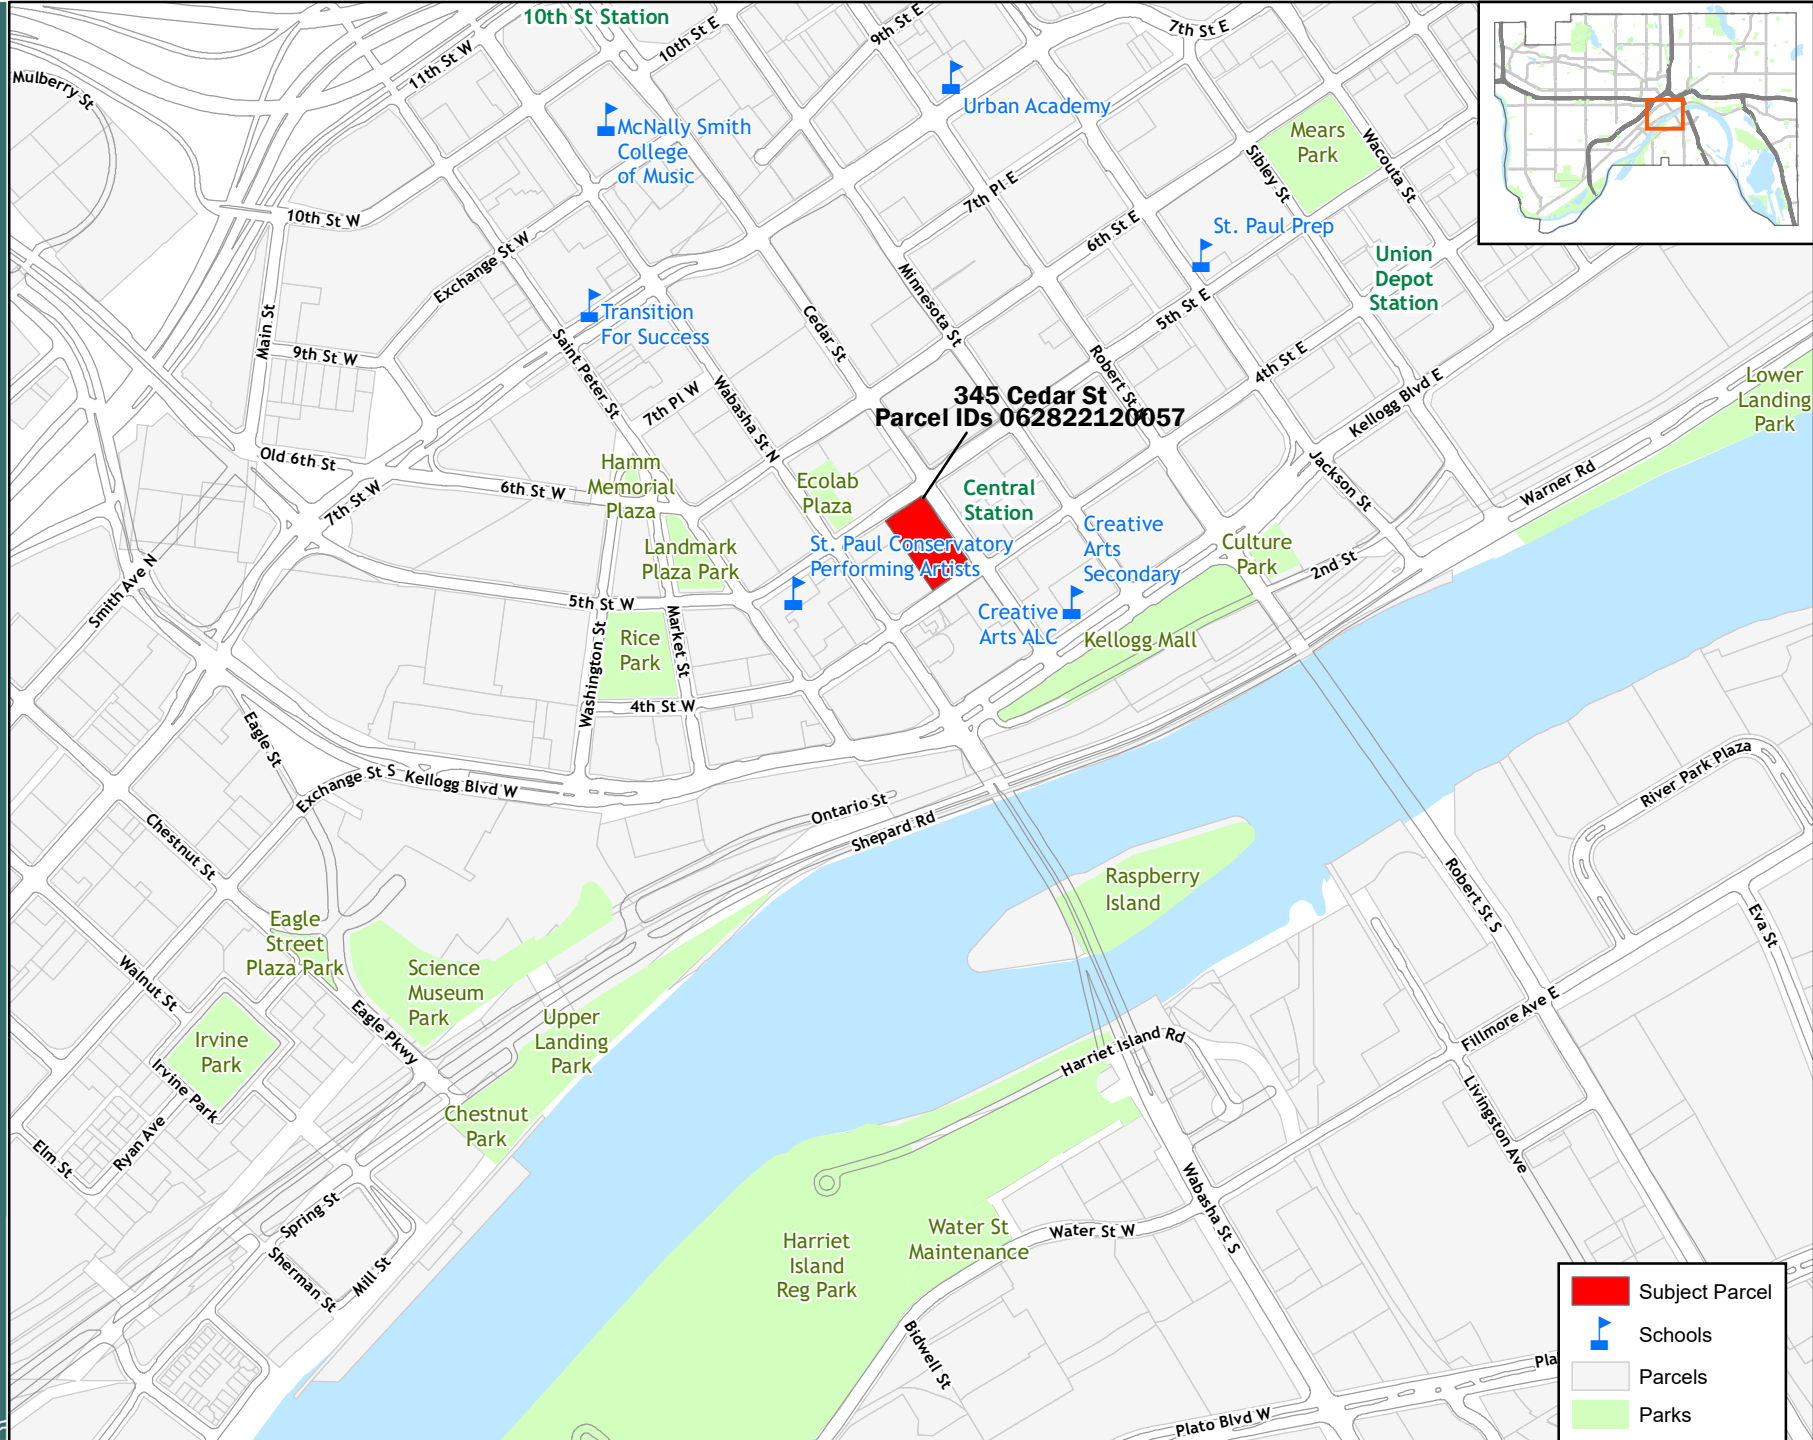 10th St Station
10th St E
9th St E
7th St E
11th St W
Mulberry St
Urban Academy
McNally Smith
College
of Music
Mears
Park
Sibley St
Wacouta St
10th St W
7th Pl E
6th St E
St. Paul Prep
Exchange St W
Union
Depot
Station
Minnesota St
5th St E
Transition
For Success
Main St
9th St W
Saint Peter St
Cedar St
Robert St N
4th St E
Kellogg Blvd E
Lower
Landing
Park
7th Pl W
Wabasha St N
345 Cedar St
Parcel IDs 062822120057
Old 6th St
Hamm
Memorial
Plaza
Ecolab
Plaza
Jackson St
Warner Rd
6th St W
7th St W
Central
Station
Landmark
Plaza Park
St. Paul Conservatory
Performing Artists
Creative
Arts
Secondary
Culture
Park
2nd St
Smith Ave N
5th St W
Washington St
Market St
Rice
Park
Creative
Arts ALC
Kellogg Mall
4th St W
Eagle St
Exchange St S
Kellogg Blvd W
Ontario St
Shepard Rd
River Park Plaza
Chestnut St
Raspberry
Island
Robert St S
Eva St
Eagle
Street
Plaza Park
Walnut St
Science
Museum
Park
Eagle Pkwy
Upper
Landing
Park
Irvine
Park
Irvine Park
Harriet Island Rd
Fillmore Ave E
Chestnut
Park
Ryan Ave
Elm St
Livingston Ave
Wabasha St S
Spring St
Sherman St
Mill St
Harriet
Island
Reg Park
Water St
Maintenance
Water St W
Bidwell St
Plato Blvd W
Pla
Subject Parcel
Schools
Parcels
Parks